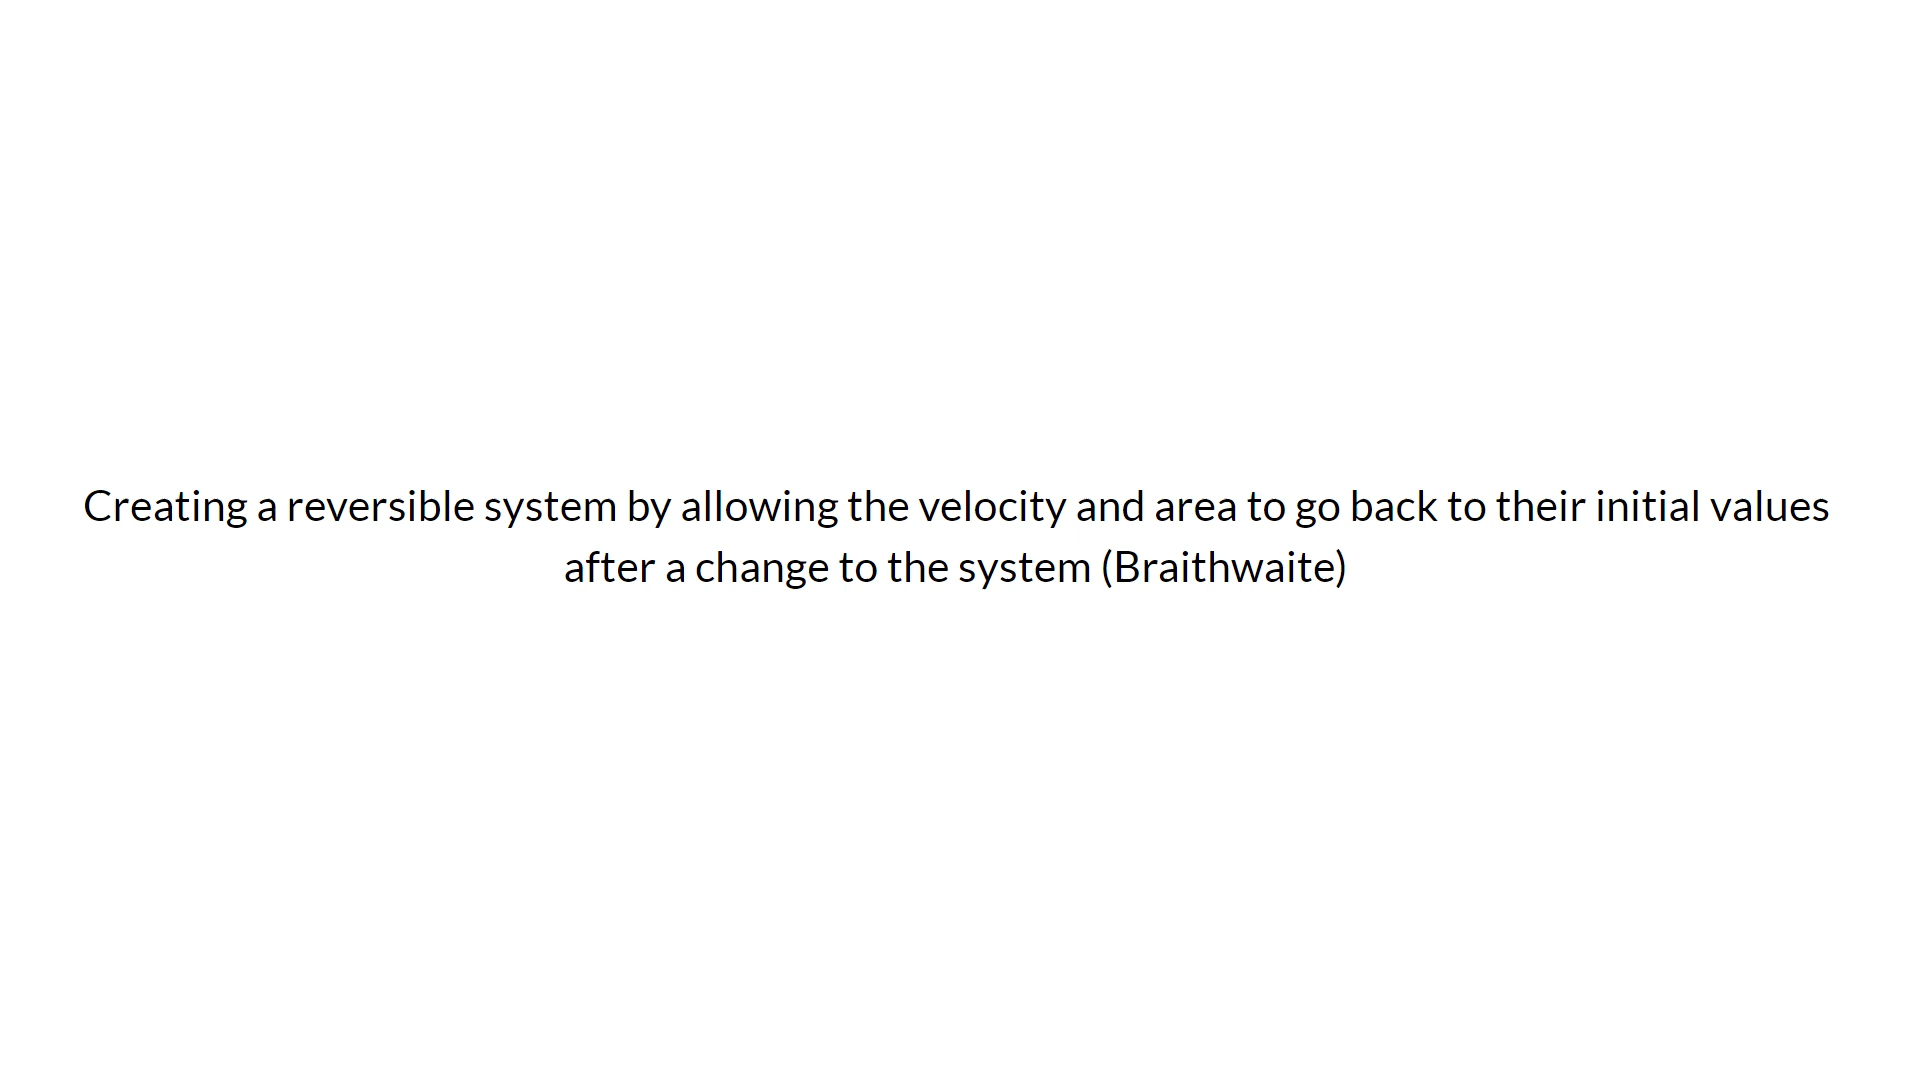 Creating a reversible system by allowing the velocity and area to go back to their initial values
after a change to the system (Braithwaite)